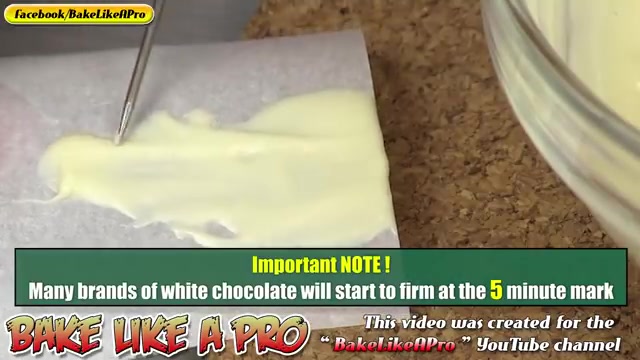 Facebook/BakeLikeAPro
Important NOTE !
Many brands of white chocolate will start to firm at the 5 minute mark
BAKE LIKE A PRO
This video was created for the
" BakeLikeAPro " YouTube channel